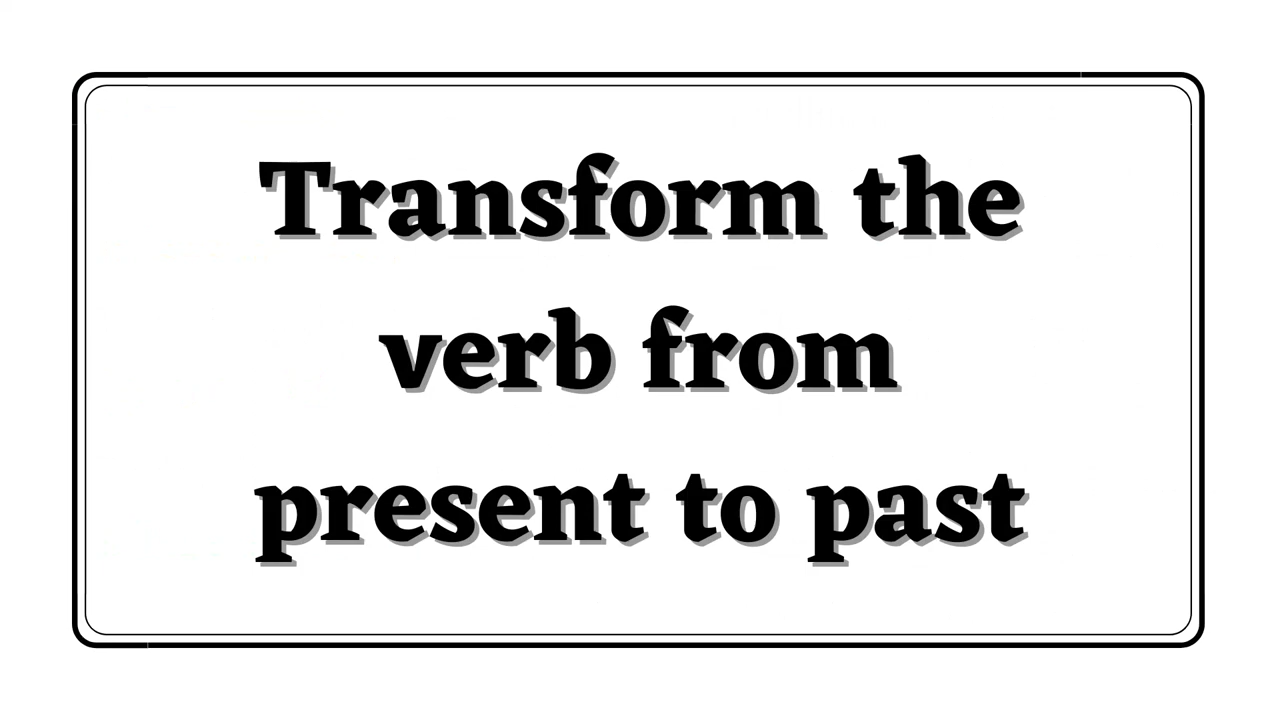 Transform the
verb from
present to past